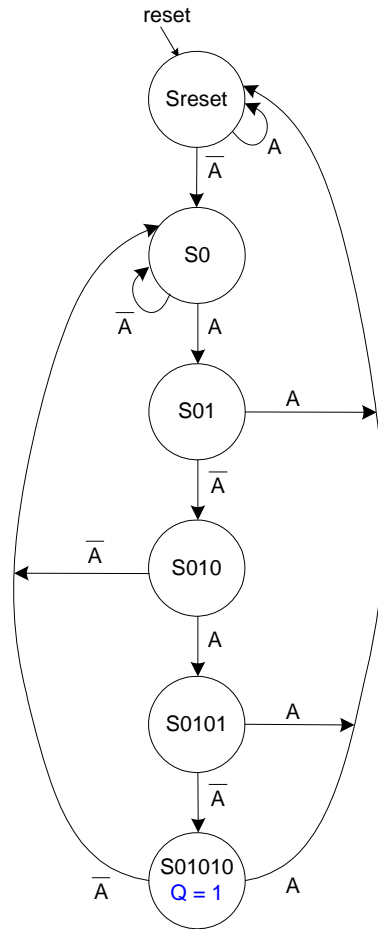 reset
Sreset
A
A̅
S0
A̅
A
S01
A
A̅
S010
A̅
A
S0101
A
A̅
S01010
Q = 1
A̅
A